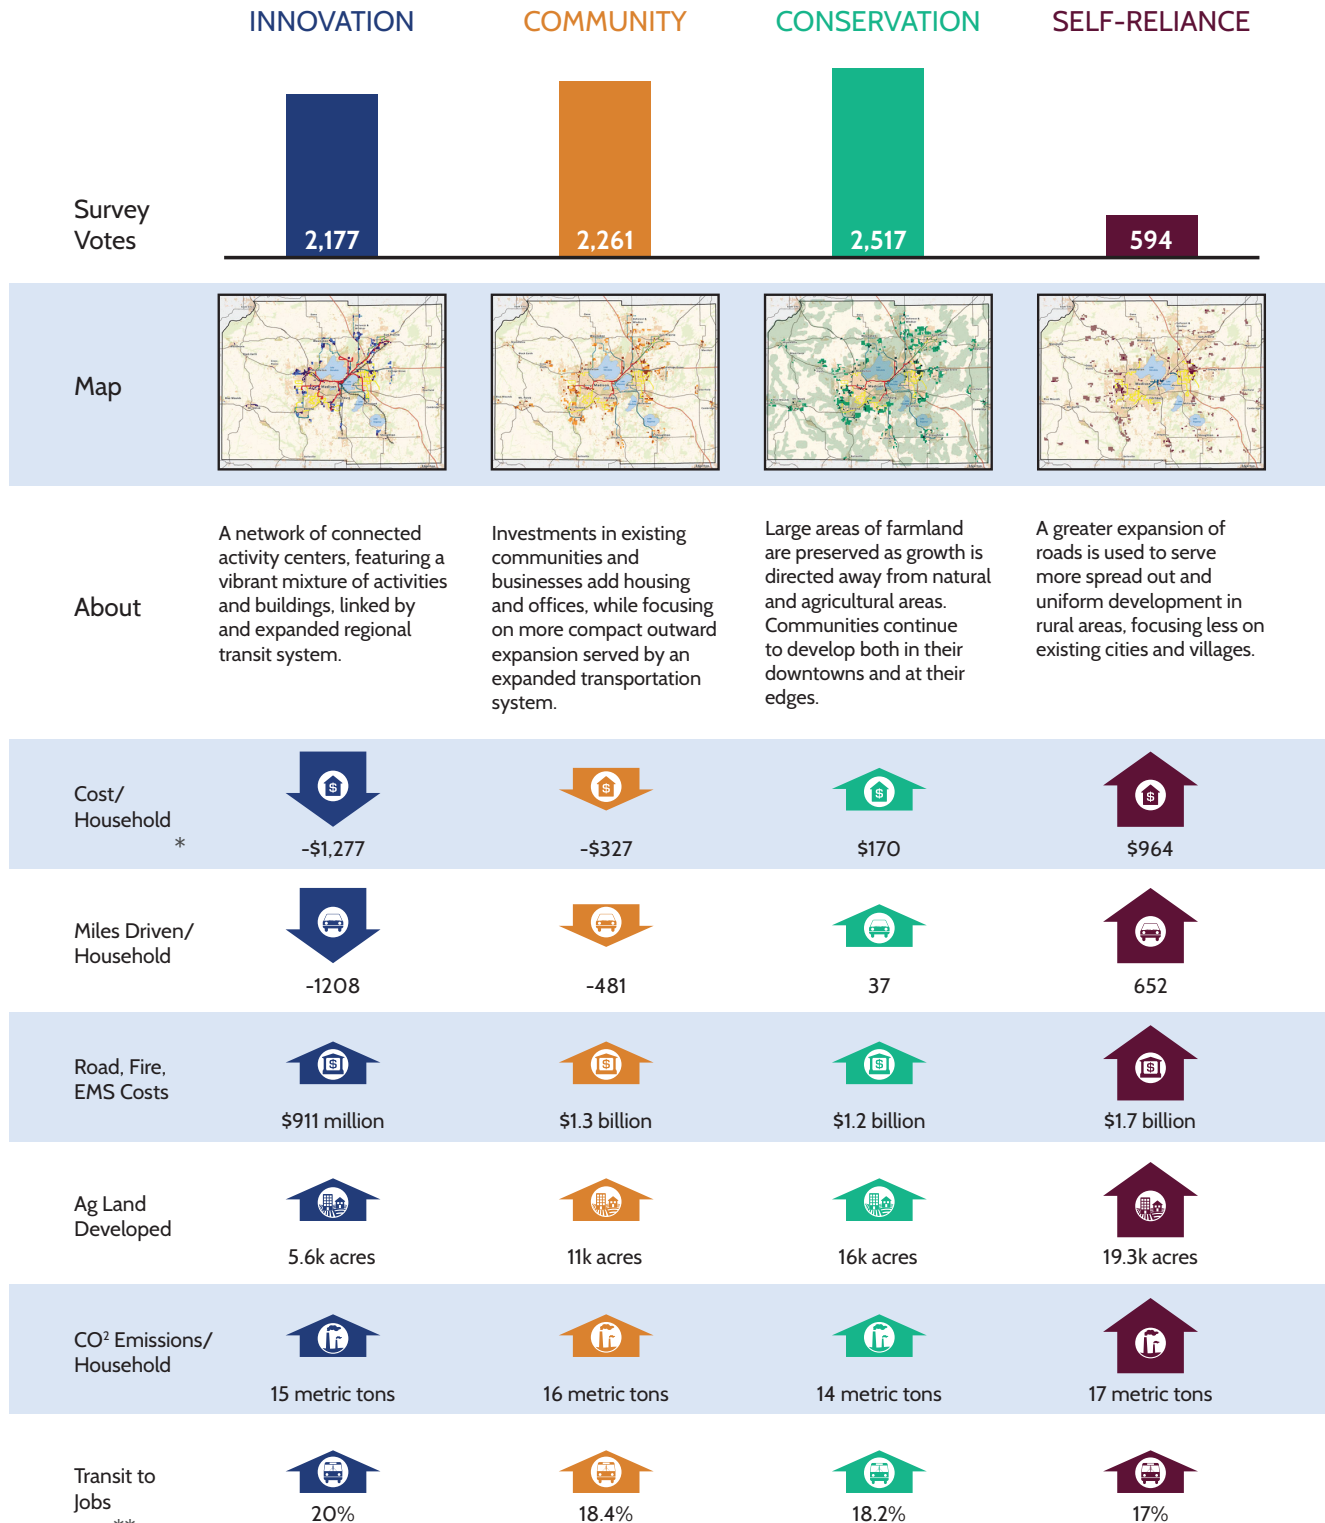 INNOVATION COMMUNITY CONSERVATION SELF-RELIANCE
Survey
Votes
2,177 2,261 2,517 594
Map
About
A network of connected
activity centers, featuring a
vibrant mixture of activities
and buildings, linked by
and expanded regional
transit system.
Investments in existing
communities and
businesses add housing
and offices, while focusing
on more compact outward
expansion served by an
expanded transportation
system.
Large areas of farmland
are preserved as growth is
directed away from natural
and agricultural areas.
Communities continue
to develop both in their
downtowns and at their
edges.
A greater expansion of
roads is used to serve
more spread out and
uniform development in
rural areas, focusing less on
existing cities and villages.
Cost/
Household
*
-$1,277 -$327 $170 $964
Miles Driven/
Household
-1208 -481 37 652
Road, Fire,
EMS Costs
$911 million $1.3 billion $1.2 billion $1.7 billion
Ag Land
Developed
5.6k acres 11k acres 16k acres 19.3k acres
CO² Emissions/
Household
15 metric tons 16 metric tons 14 metric tons 17 metric tons
Transit to
Jobs
**
20% 18.4% 18.2% 17%